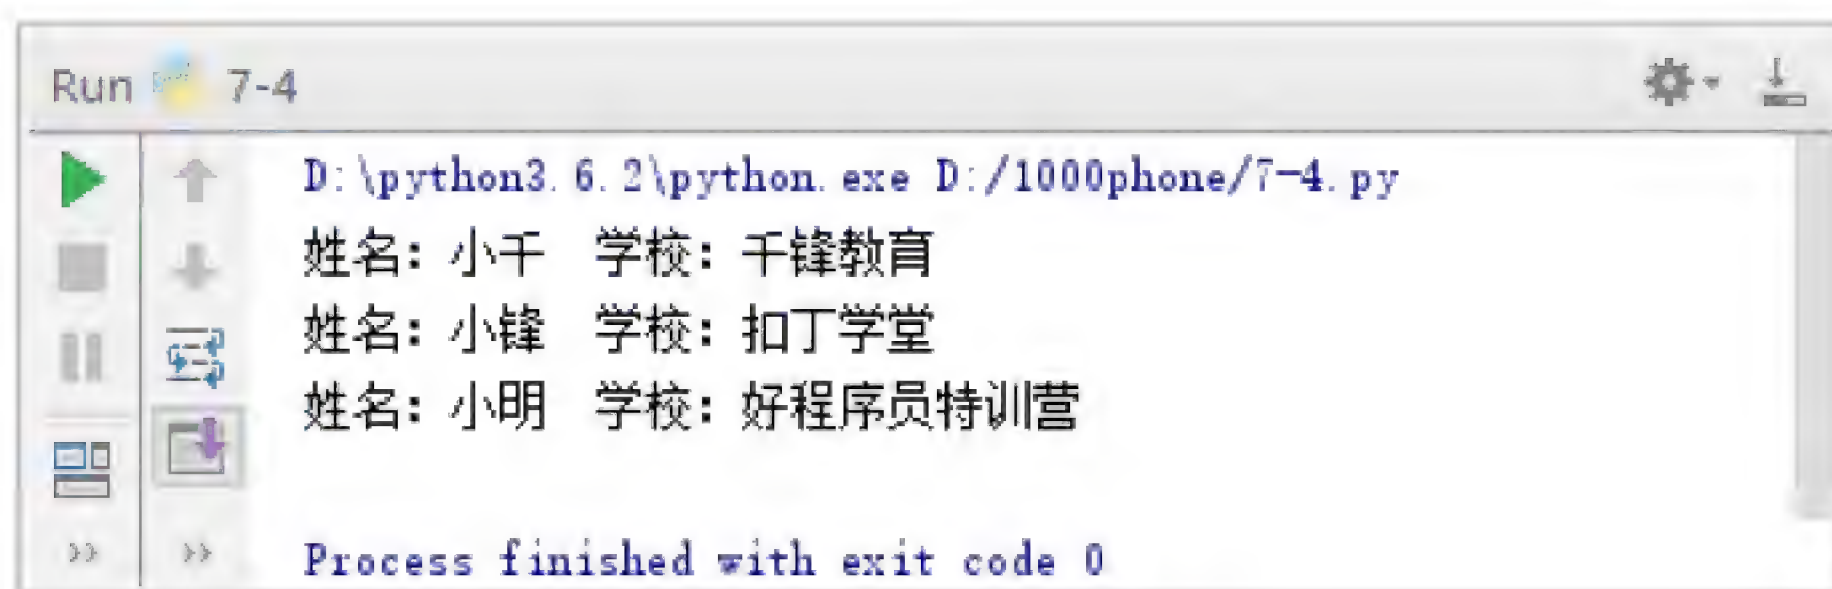 Run 7-4
D:\python3.6.2\python.exe D:/1000phone/7-4.py
姓名：小千 学校：千锋教育
姓名：小锋 学校：扣丁学堂
姓名：小明 学校：好程序员特训营
Process finished with exit code 0